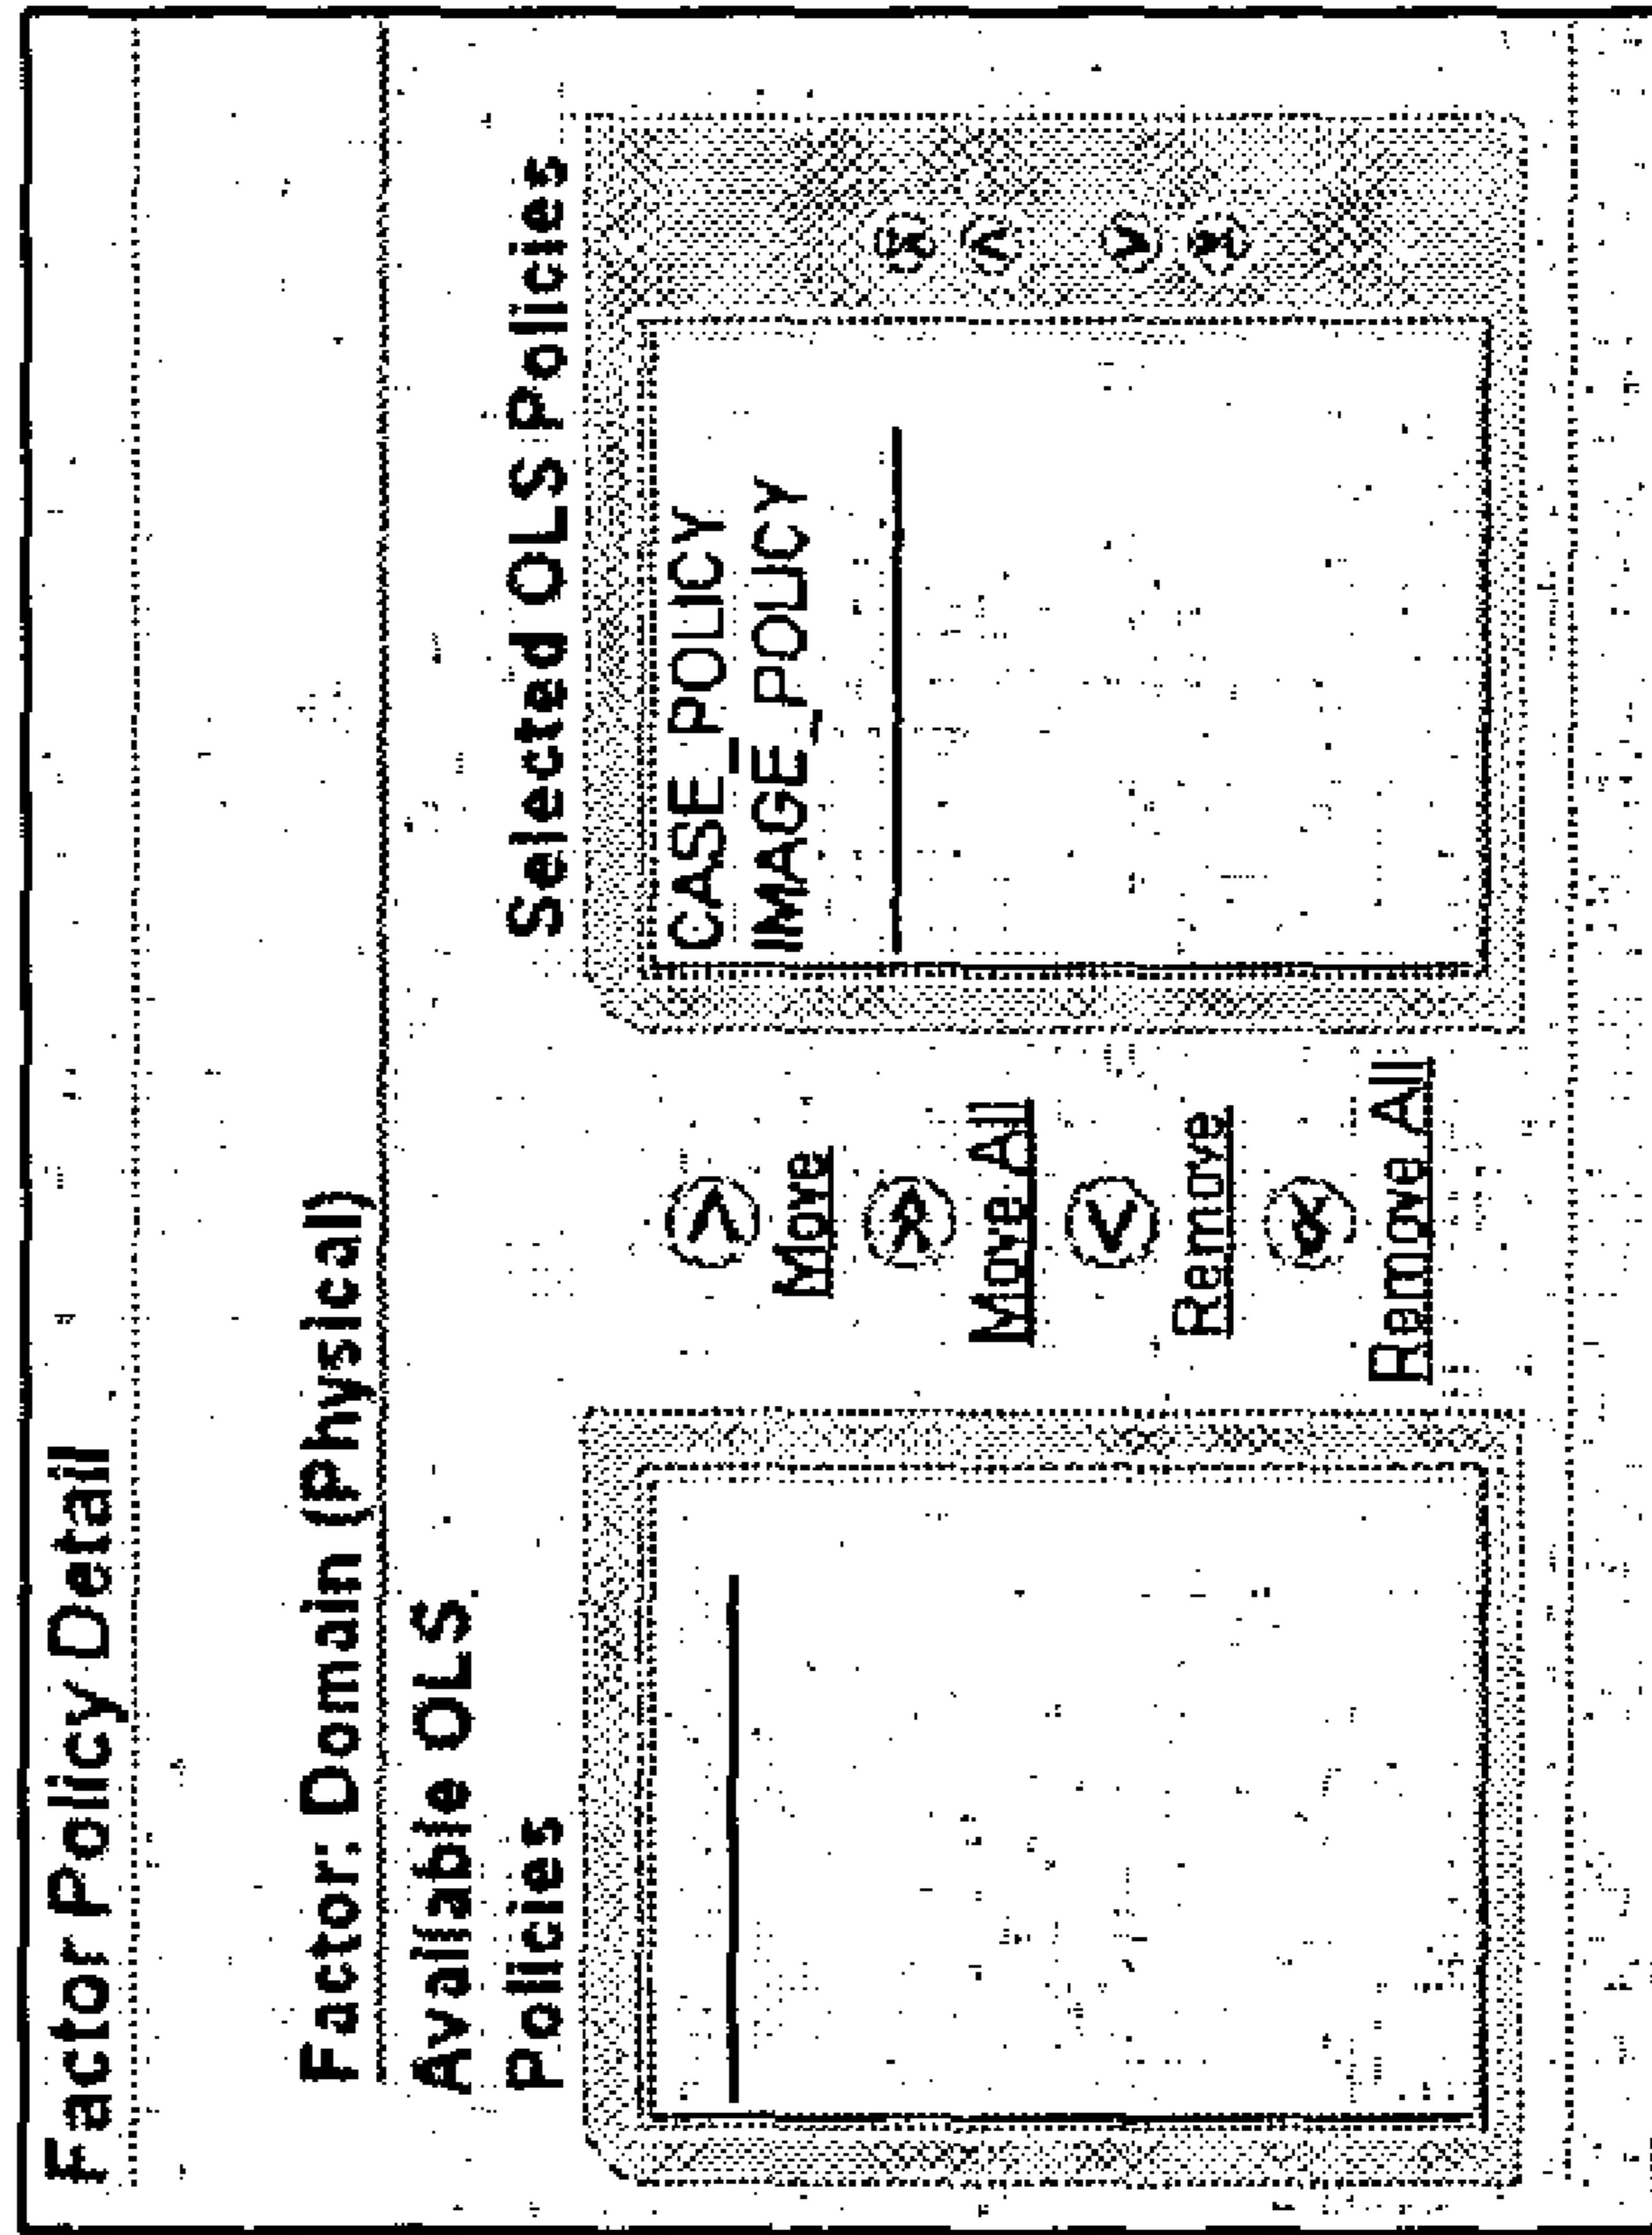 Factor Policy Detail
Factor: Domain (Physical)
Available OLS
Policies
Move
Move All
Remove
Remove All
Selected OLS Policies
CASE_POLICY
IMAGE_POLICY